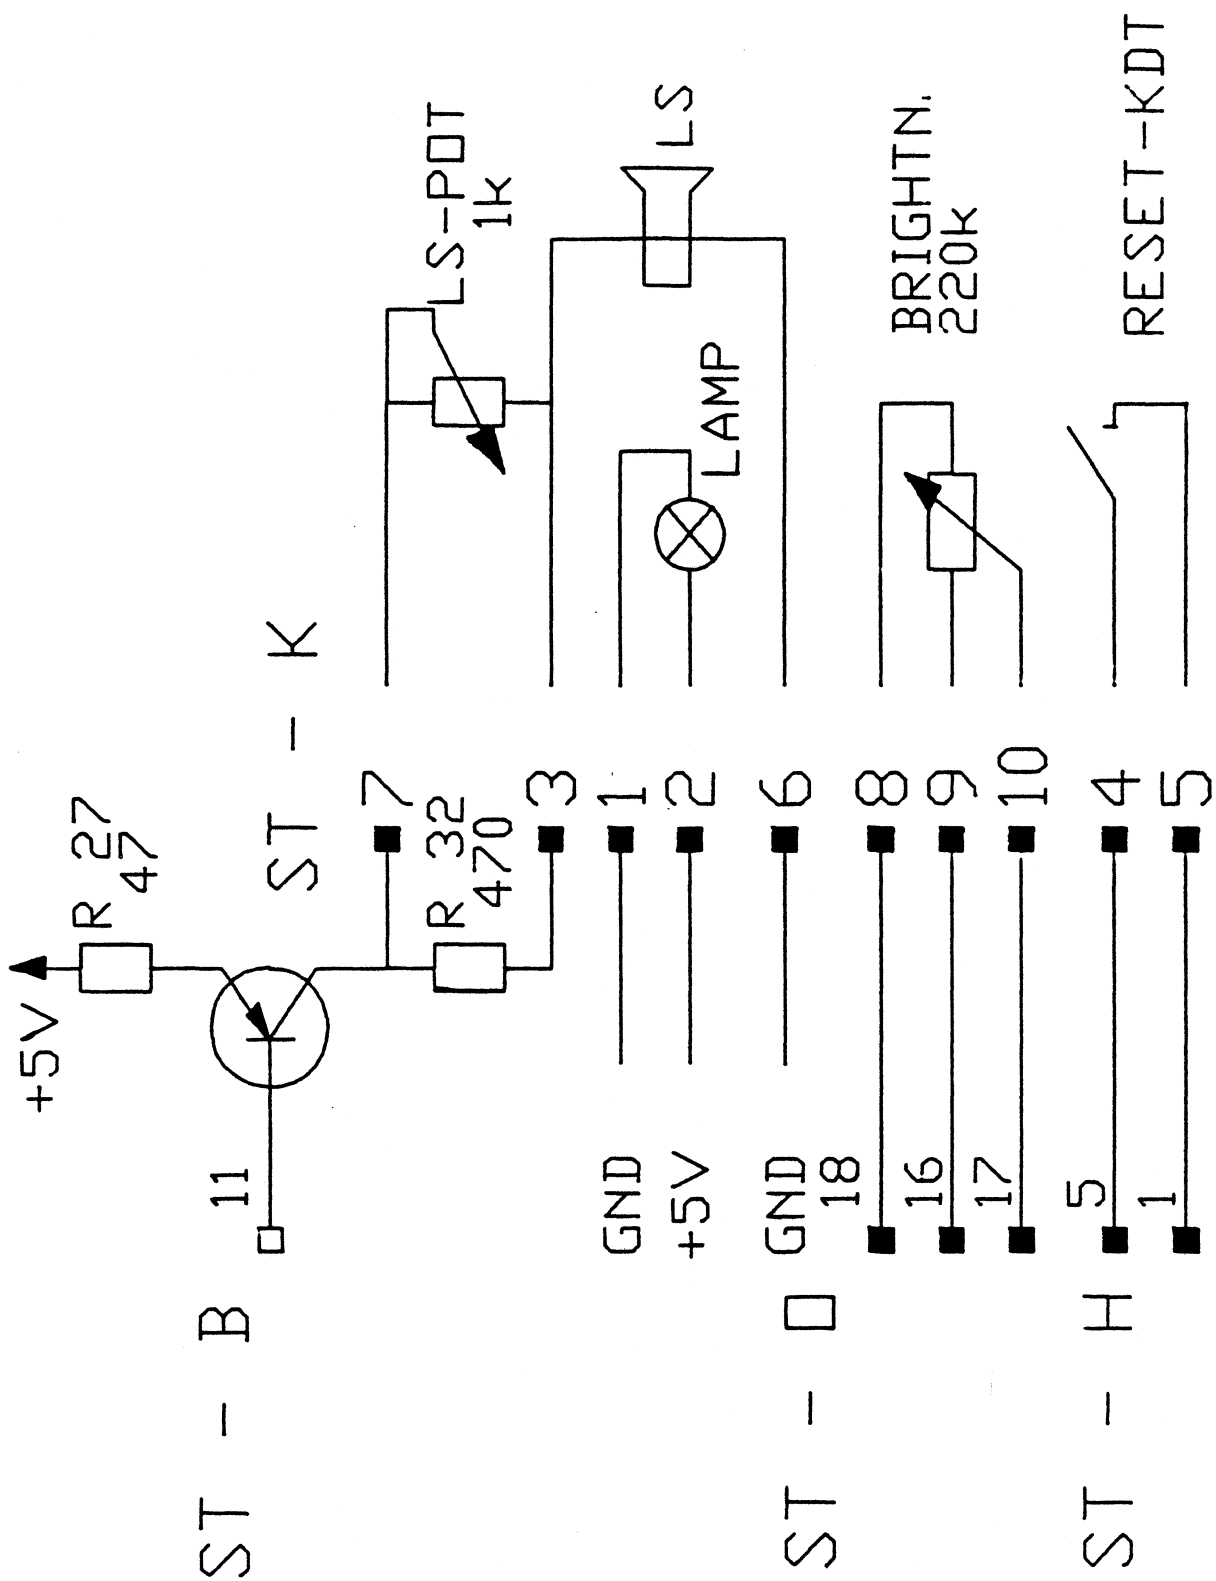 +5V
R 27
47
ST - B
11
ST - K
7
R 32
470
LS-POT
1k
3
GND
1
LS
+5V
2
LAMP
GND
6
ST - O
18
8
BRIGHTN.
220k
16
9
17
10
ST - H
5
4
RESET-KDT
1
5